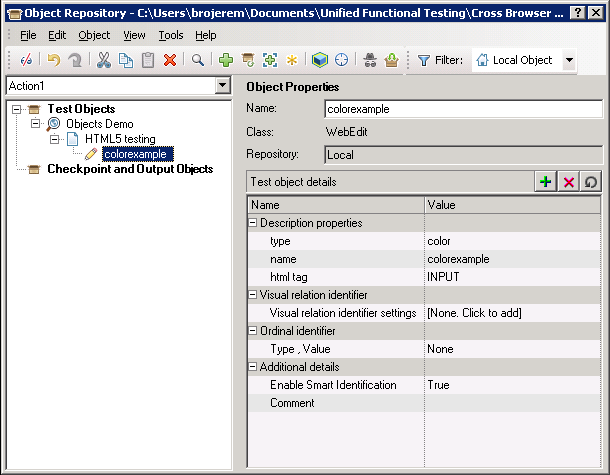 Object Repository - C:\Users\brojerem\Documents\Unified Functional Testing\Cross Browser ...
File Edit Object View Tools Help
Filter: Local Object
Action1
Test Objects
Objects Demo
HTML5 testing
colorexample
Checkpoint and Output Objects
Object Properties
Name: colorexample
Class: WebEdit
Repository: Local
Test object details
Name Value
Description properties
type color
name colorexample
html tag INPUT
Visual relation identifier
Visual relation identifier settings [None. Click to add]
Ordinal identifier
Type , Value None
Additional details
Enable Smart Identification True
Comment